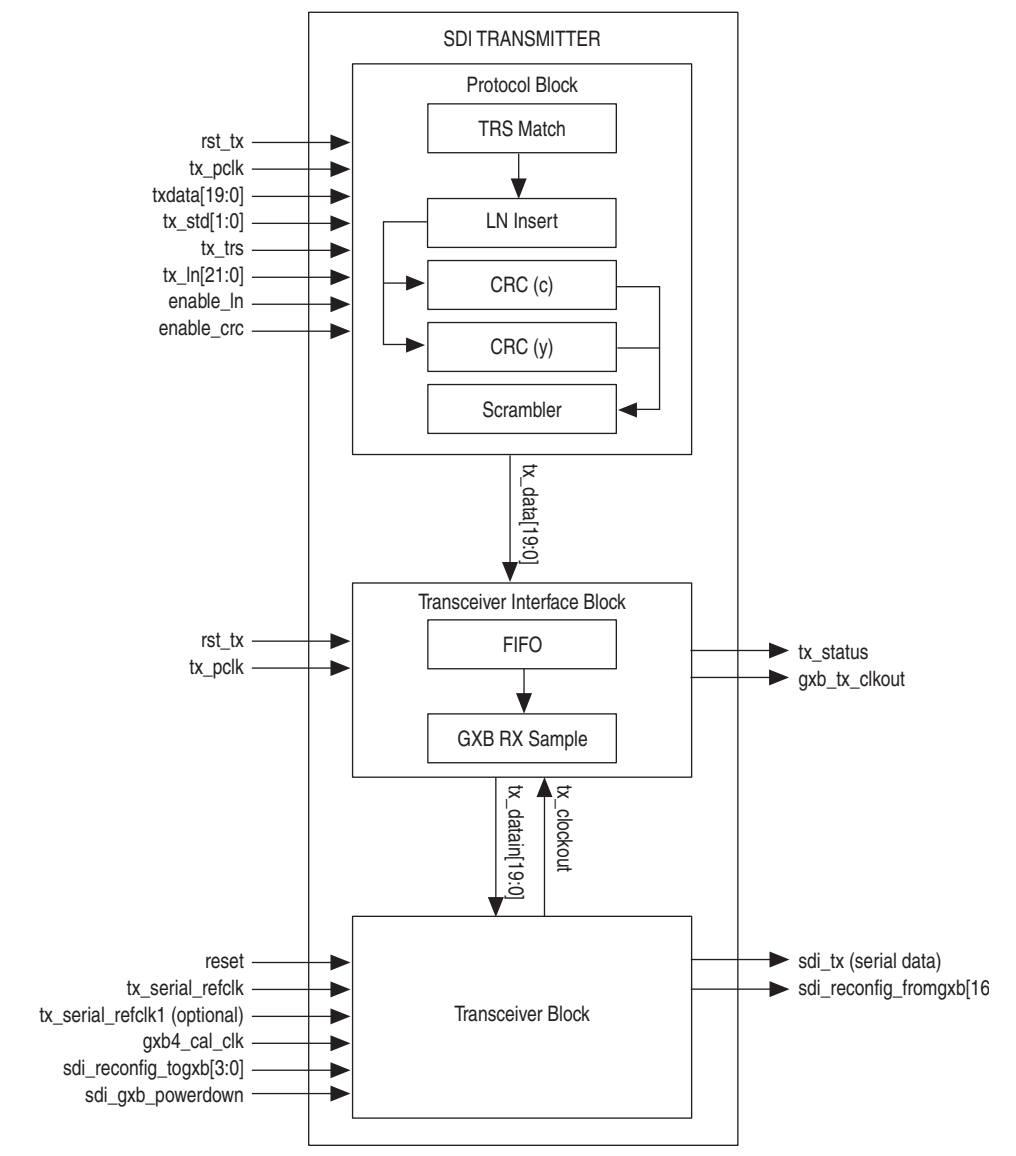 SDI TRANSMITTER
Protocol Block
TRS Match
rst_tx
tx_pclk
txdata[19:0]
tx_std[1:0]
tx_trs
tx_ln[21:0]
enable_ln
enable_crc
LN Insert
CRC (c)
CRC (y)
Scrambler
tx_data[19:0]
Transceiver Interface Block
rst_tx
tx_pclk
FIFO
GXB RX Sample
tx_status
gxb_tx_clkout
tx_datain[19:0]
tx_clockout
reset
tx_serial_refclk
tx_serial_refclk1 (optional)
gxb4_cal_clk
sdi_reconfig_togxb[3:0]
sdi_gxb_powerdown
Transceiver Block
sdi_tx (serial data)
sdi_reconfig_fromgxb[16